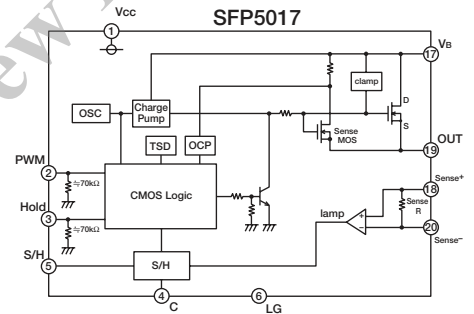 SFP5017
Vcc
1
VB
17
clamp
OSC
Charge
Pump
D
S
Sense
MOS
TSD
OCP
OUT
19
PWM
2
≒70kΩ
CMOS Logic
Sense+
18
Hold
3
≒70kΩ
lamp
+
−
Sense
R
S/H
5
S/H
20
Sense−
4
C
6
LG
ew